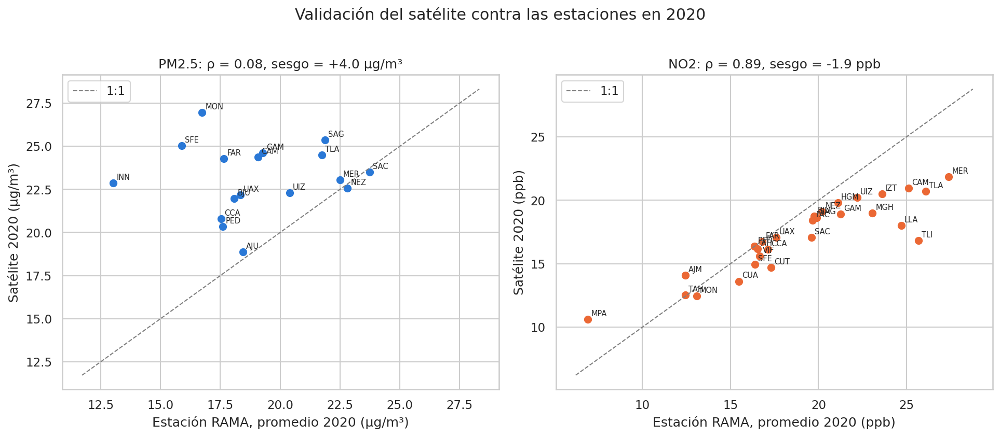 Validación del satélite contra las estaciones en 2020
PM2.5: ρ = 0.08, sesgo = +4.0 μg/m³
1:1
27.5
25.0
22.5
20.0
17.5
15.0
12.5
Satélite 2020 (μg/m³)
MON
SFE
SAG
GAM
CAM
TLA
FAR
SAC
MER
INN
NEZ
UIZ
UAX
BJU
CCA
PED
AJU
12.5
15.0
17.5
20.0
22.5
25.0
27.5
Estación RAMA, promedio 2020 (μg/m³)
NO2: ρ = 0.89, sesgo = -1.9 ppb
1:1
25
20
15
10
Satélite 2020 (ppb)
MER
CAM
TLA
IZT
UIZ
HGM
MGH
GAM
NEZ
SAG
FAC
LLA
SAC
TLI
UAX
FAR
PED
CCA
VIF
SFE
CUT
AJM
CUA
TAH
MON
MPA
10
15
20
25
Estación RAMA, promedio 2020 (ppb)